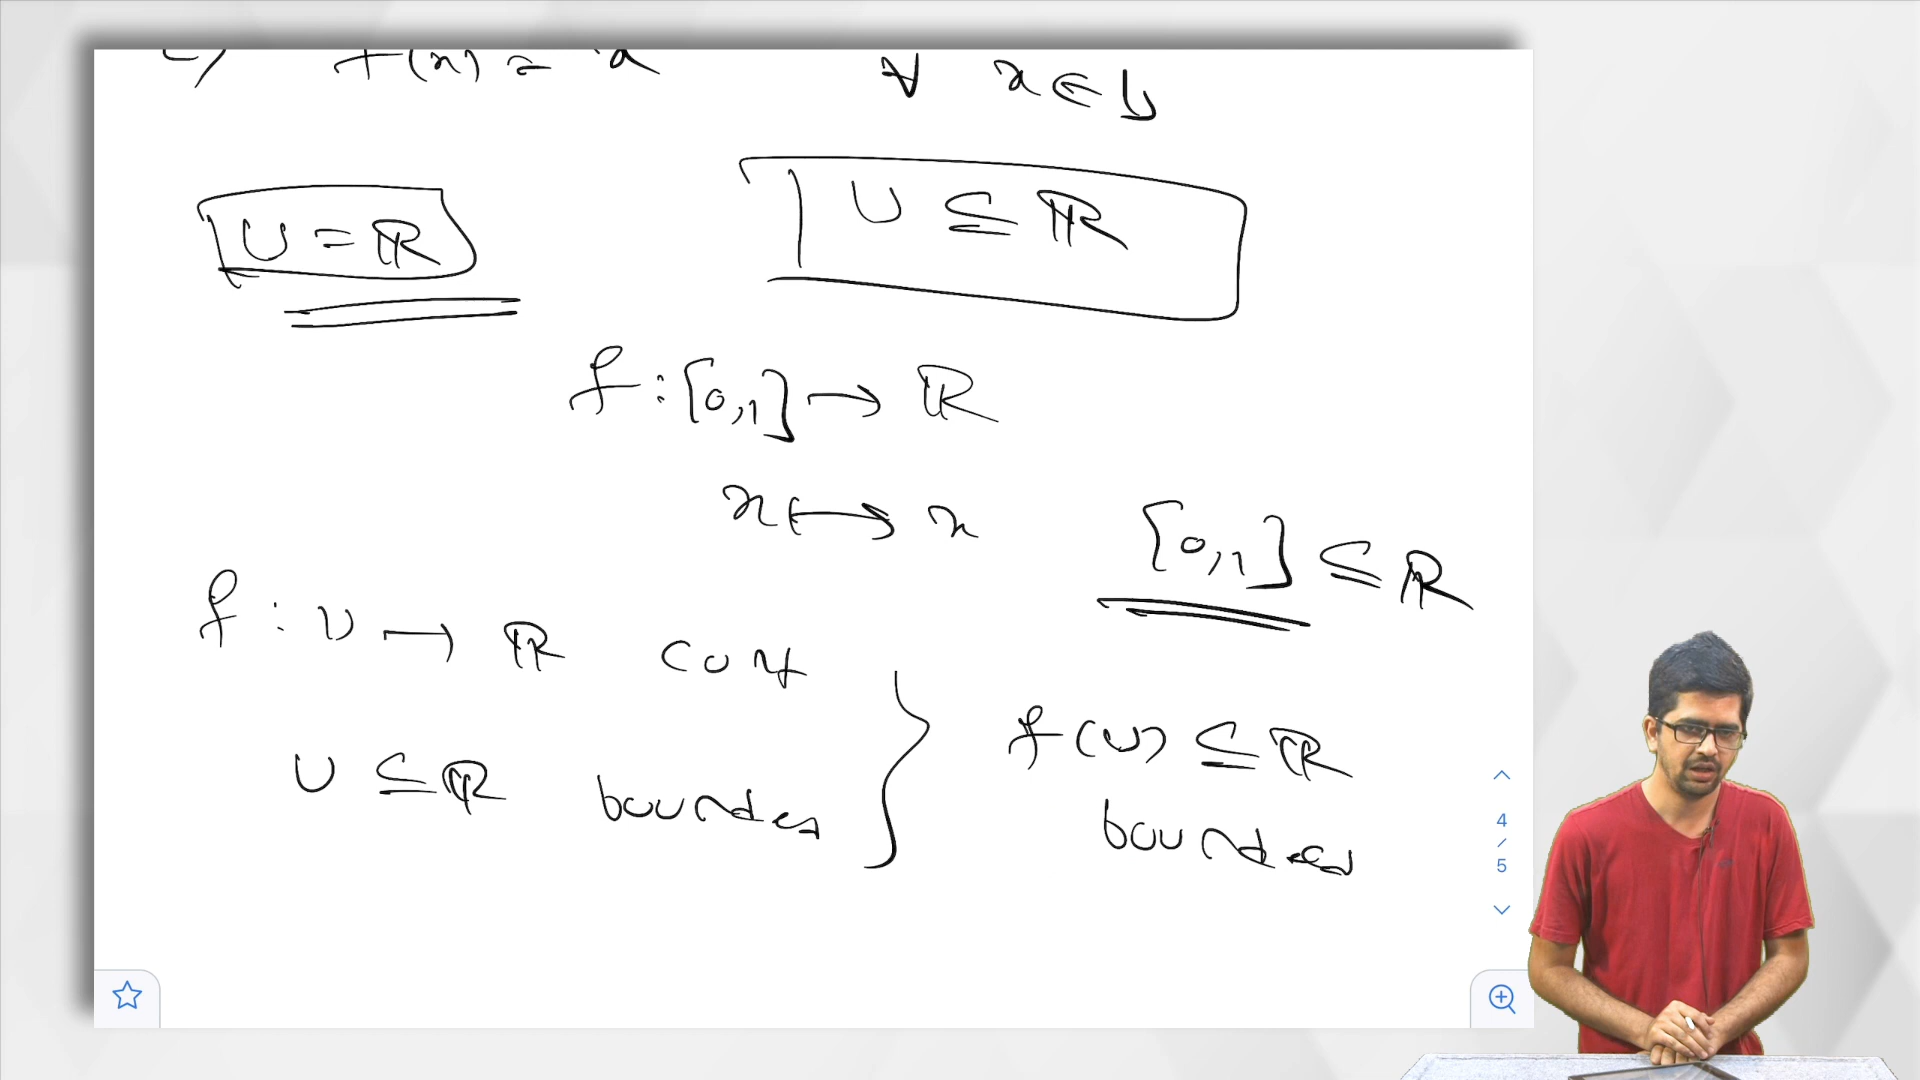 f(x) = x ∀ x ∈ U
U = ℝ U ⊆ ℝ
f : [0,1] → ℝ
x ↦ x
[0,1] ⊆ ℝ
f : U → ℝ cont
U ⊆ ℝ bounded
f(U) ⊆ ℝ
bounded
4
/
5